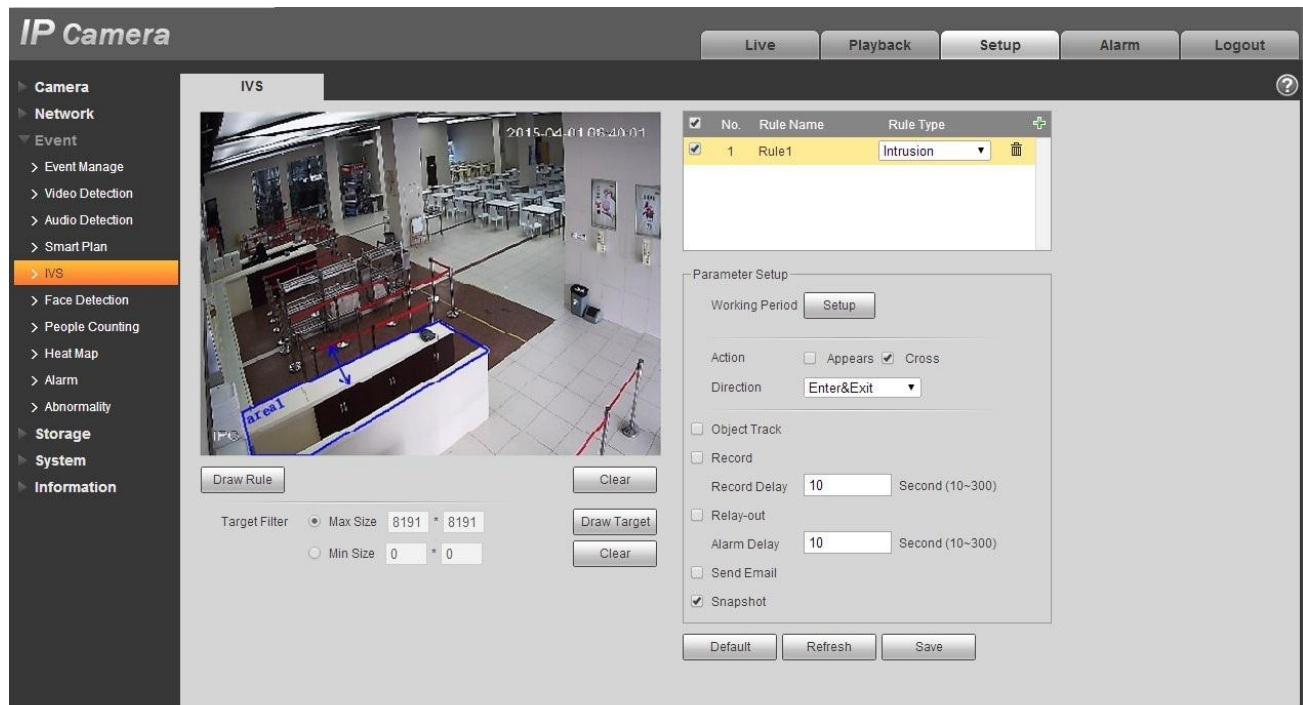 IP Camera
Live Playback Setup Alarm Logout
Camera
Network
Event
> Event Manage
> Video Detection
> Audio Detection
> Smart Plan
> IVS
> Face Detection
> People Counting
> Heat Map
> Alarm
> Abnormality
Storage
System
Information
IVS
?
2015-04-01 08:40:01
area1
IPC
Draw Rule Clear
Target Filter Max Size 8191 * 8191 Draw Target
Min Size 0 * 0 Clear
No. Rule Name Rule Type
1 Rule1 Intrusion
Parameter Setup
Working Period Setup
Action Appears Cross
Direction Enter&Exit
Object Track
Record
Record Delay 10 Second (10~300)
Relay-out
Alarm Delay 10 Second (10~300)
Send Email
Snapshot
Default Refresh Save